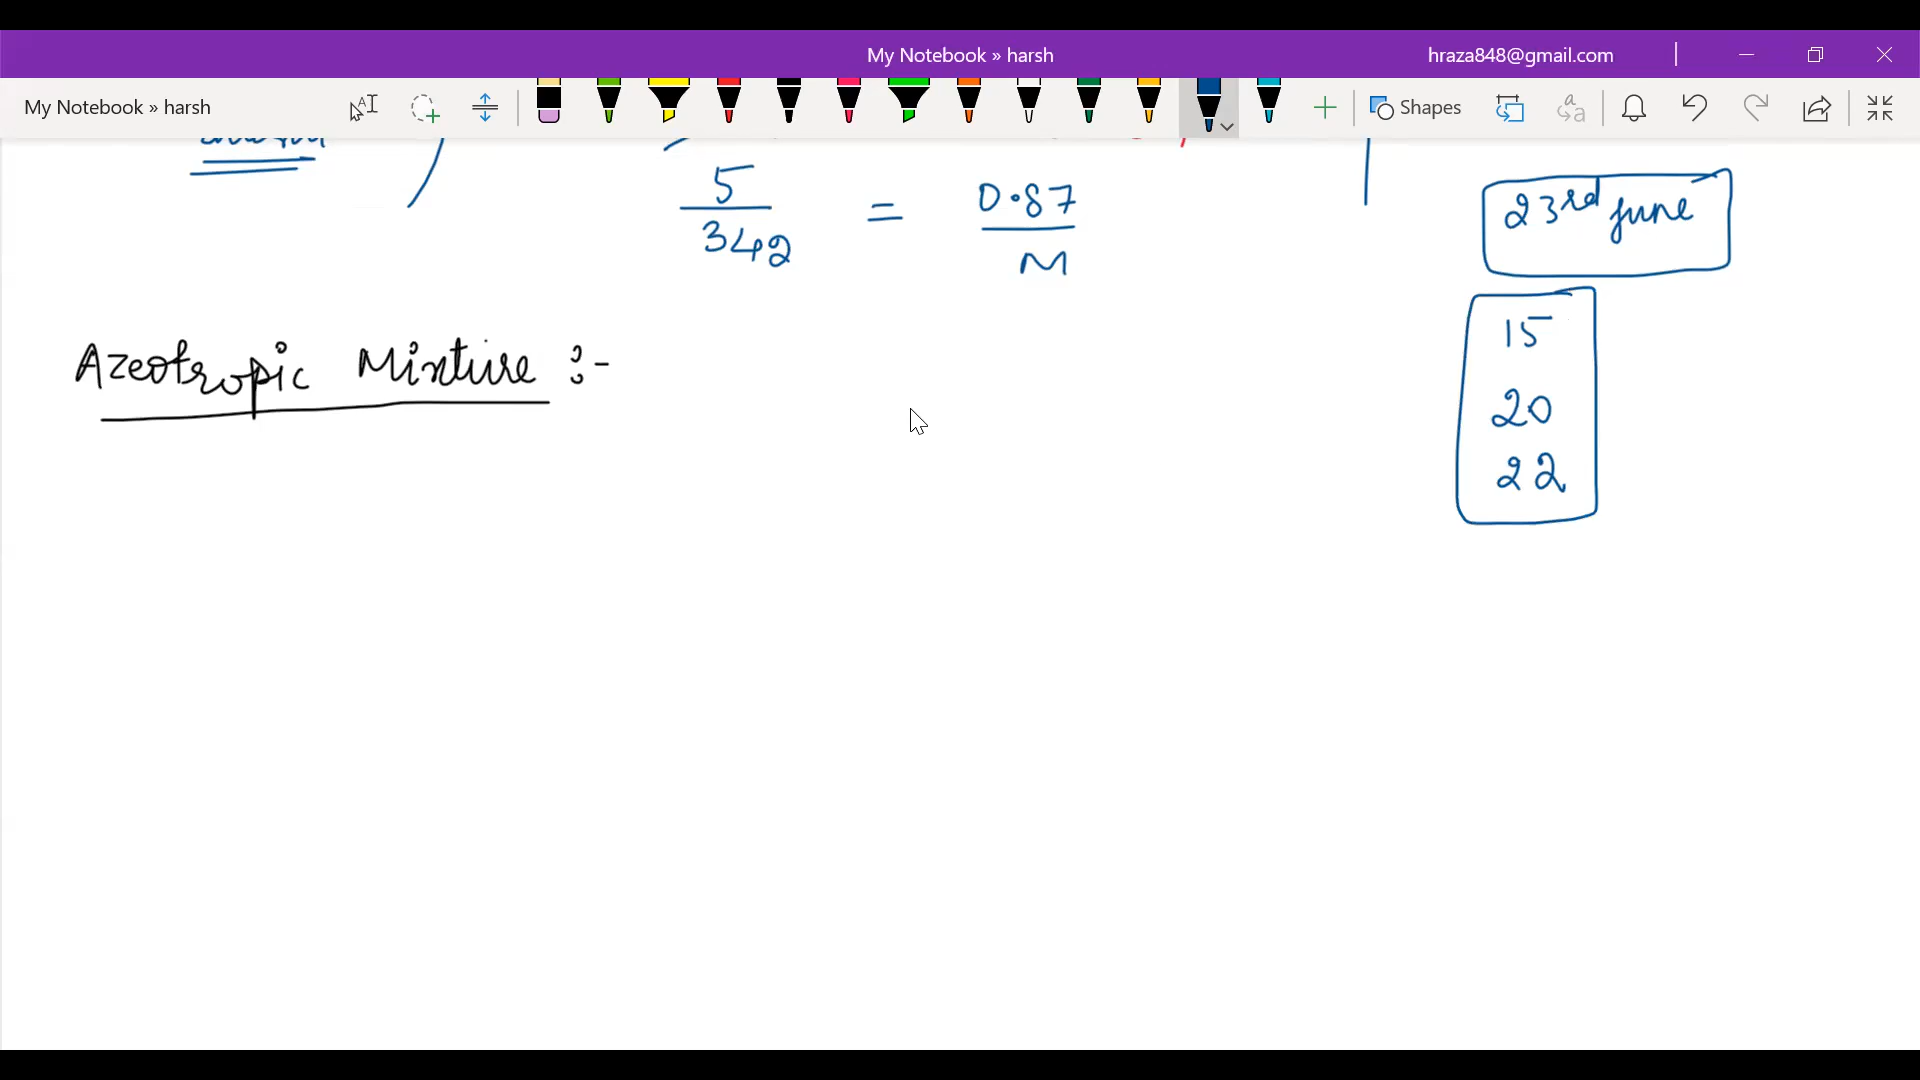 My Notebook » harsh
hraza848@gmail.com
My Notebook » harsh
Shapes
5
342
=
0.87
M
23rd june
15
20
22
Azeotropic Mixture :-